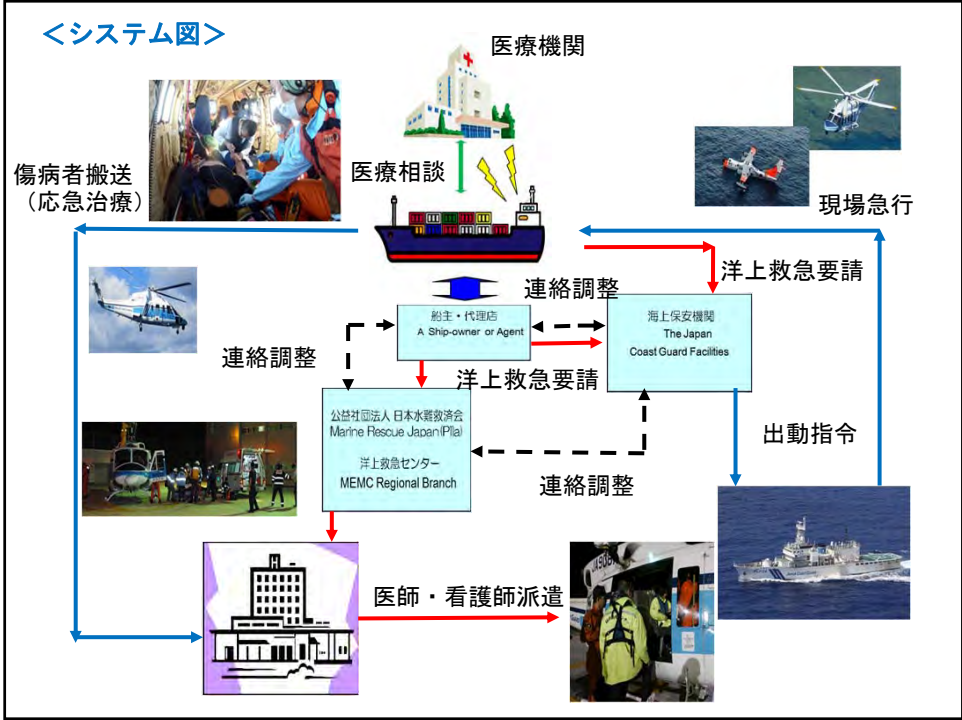 ＜システム図＞
医療機関
傷病者搬送
（応急治療）
医療相談
現場急行
洋上救急要請
連絡調整
船主・代理店
A Ship-owner or Agent
海上保安機関
The Japan
Coast Guard Facilities
連絡調整
洋上救急要請
公益社団法人 日本水難救済会
Marine Rescue Japan(PIia)
洋上救急センター
MEMC Regional Branch
出動指令
連絡調整
医師・看護師派遣